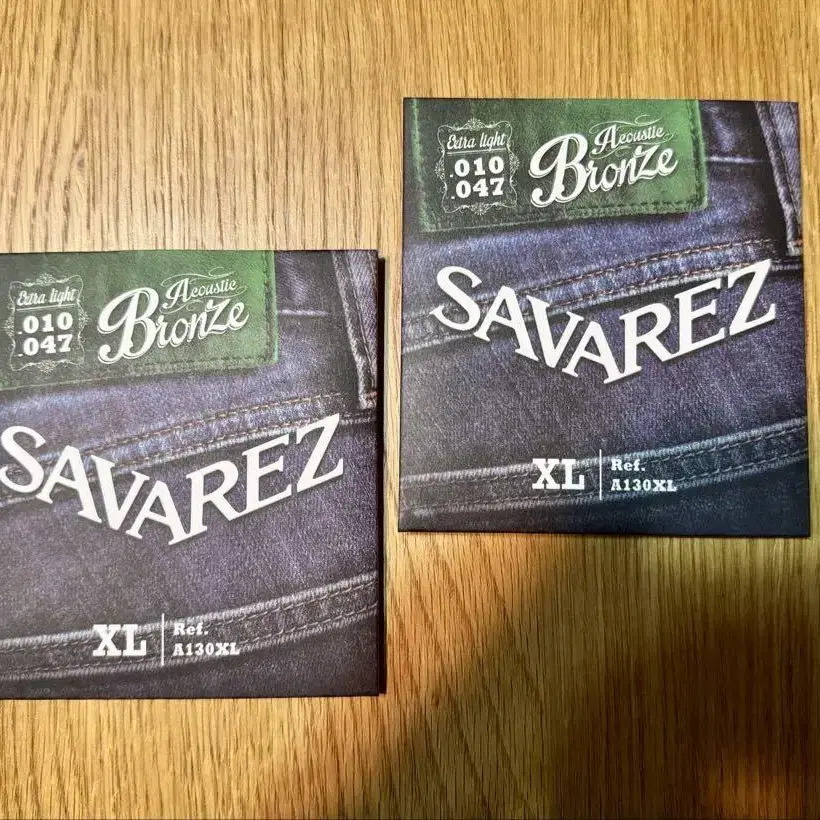 Extra light
.010
.047
Acoustic
Bronze
SAVAREZ
XL
Ref.
A130XL
Extra light
.010
.047
Acoustic
Bronze
SAVAREZ
XL
Ref.
A130XL